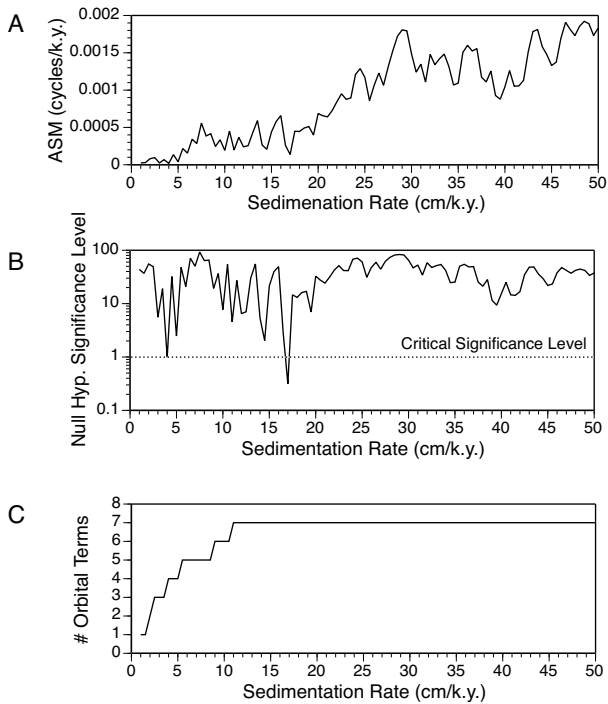 A
ASM (cycles/k.y.)
0.002
0.0015
0.001
0.0005
0
0 5 10 15 20 25 30 35 40 45 50
Sedimenation Rate (cm/k.y.)
B
Null Hyp. Significance Level
100
10
1
0.1
Critical Significance Level
0 5 10 15 20 25 30 35 40 45 50
Sedimentation Rate (cm/k.y.)
C
# Orbital Terms
8
7
6
5
4
3
2
1
0
0 5 10 15 20 25 30 35 40 45 50
Sedimentation Rate (cm/k.y.)